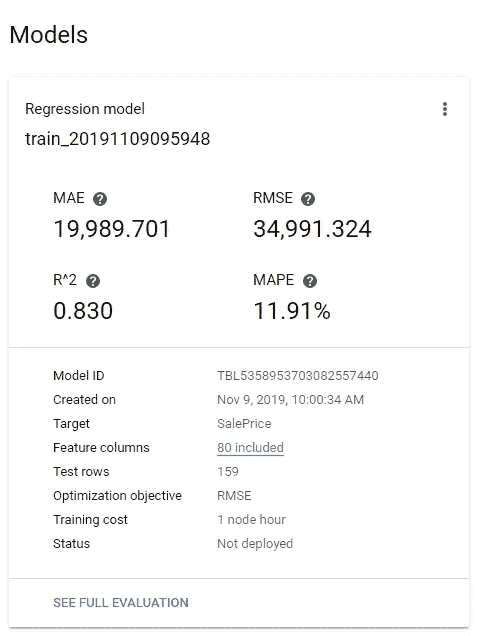 Models
Regression model
train_20191109095948
MAE ?
RMSE ?
19,989.701
34,991.324
R^2 ?
MAPE ?
0.830
11.91%
Model ID TBL5358953703082557440
Created on Nov 9, 2019, 10:00:34 AM
Target SalePrice
Feature columns 80 included
Test rows 159
Optimization objective RMSE
Training cost 1 node hour
Status Not deployed
SEE FULL EVALUATION